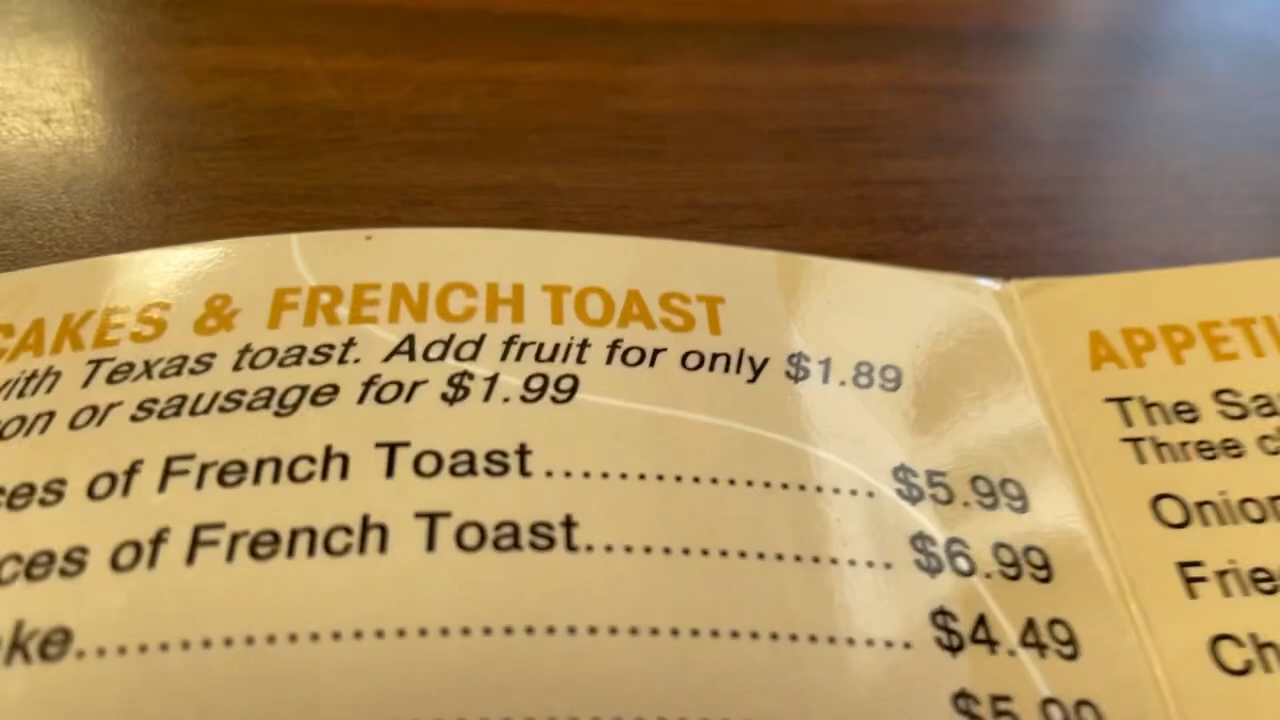 CAKES & FRENCH TOAST
with Texas toast. Add fruit for only $1.89
on or sausage for $1.99
ces of French Toast.................. $5.99
ces of French Toast................. $6.99
ke............................................. $4.49
APPETI
The Sa
Three c
Onion
Frie
Ch